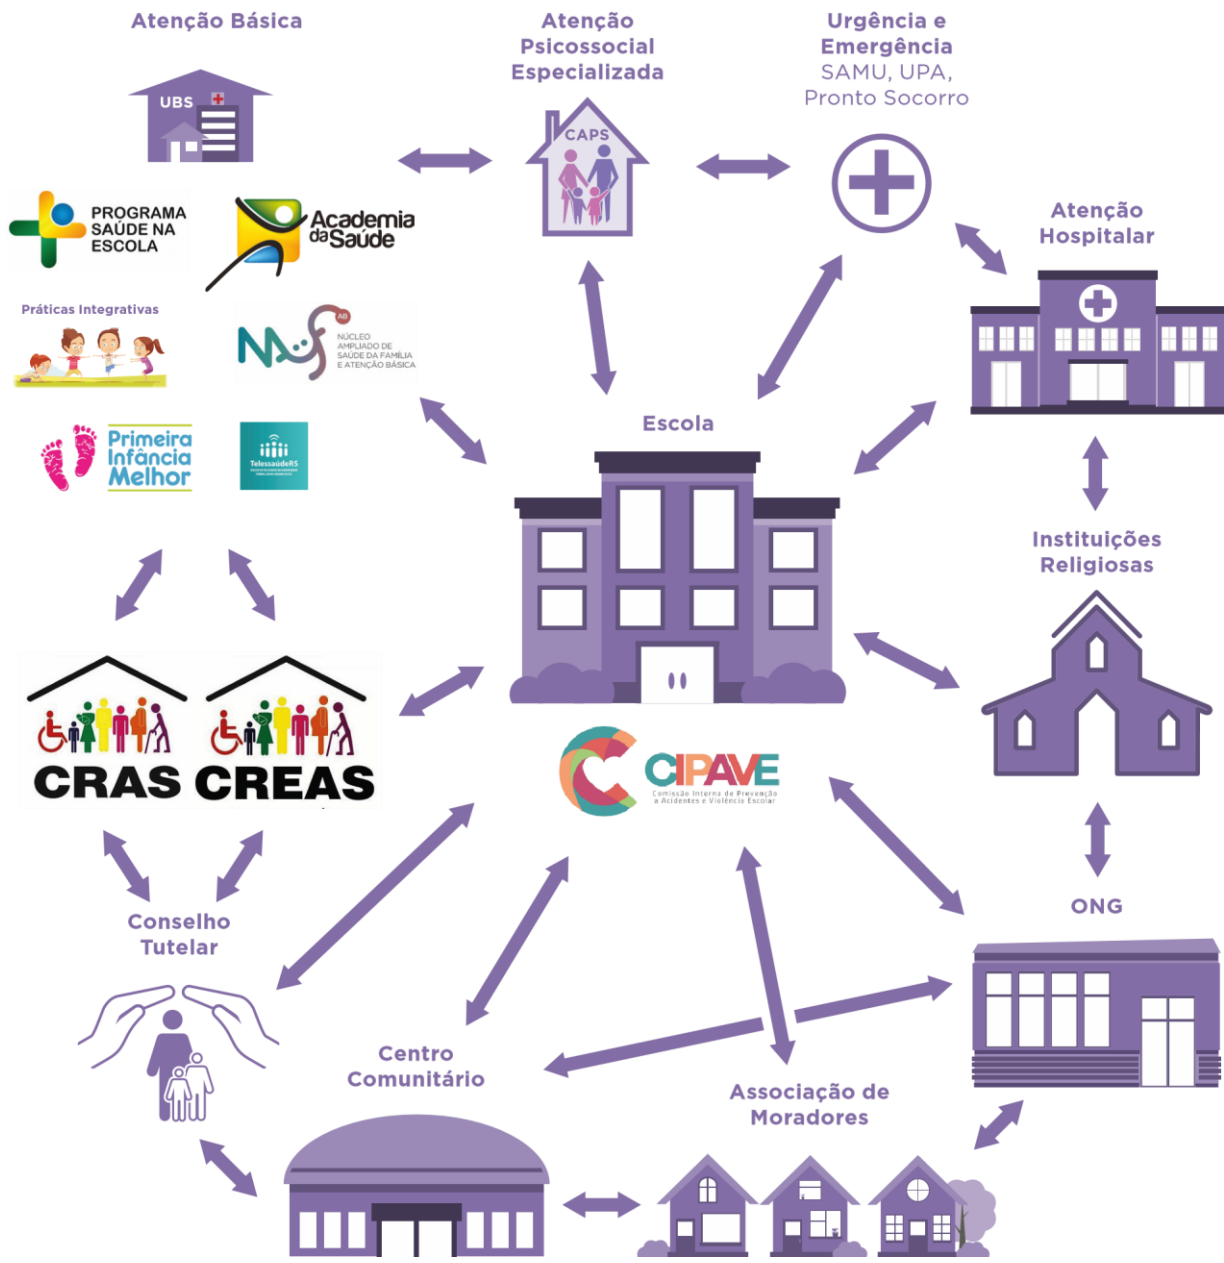 Atenção Básica
UBS
PROGRAMA
SAÚDE NA
ESCOLA
Academia
da Saúde
Práticas Integrativas
NASF
AB
NÚCLEO
AMPLIADO DE
SAÚDE DA FAMÍLIA
E ATENÇÃO BÁSICA
Primeira
Infância
Melhor
TelessaúdeRS
Atenção
Psicossocial
Especializada
CAPS
Urgência e
Emergência
SAMU, UPA,
Pronto Socorro
Atenção
Hospitalar
Escola
Instituições
Religiosas
CRAS
CREAS
CIPAVE
Comissão Interna de Prevenção
a Acidentes e Violência Escolar
Conselho
Tutelar
ONG
Centro
Comunitário
Associação de
Moradores